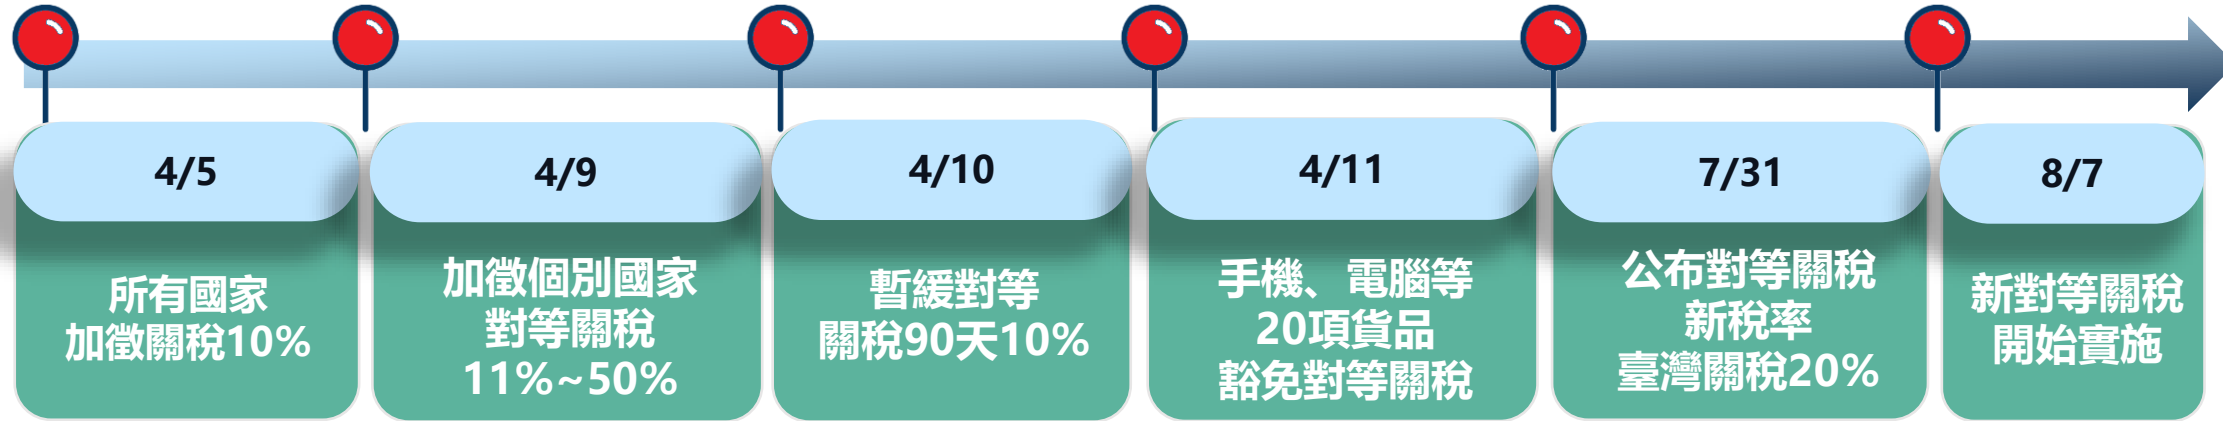 4/5
所有國家
加徵關稅10%
4/9
加徵個別國家
對等關稅
11%~50%
4/10
暫緩對等
關稅90天10%
4/11
手機、電腦等
20項貨品
豁免對等關稅
7/31
公布對等關稅
新稅率
臺灣關稅20%
8/7
新對等關稅
開始實施